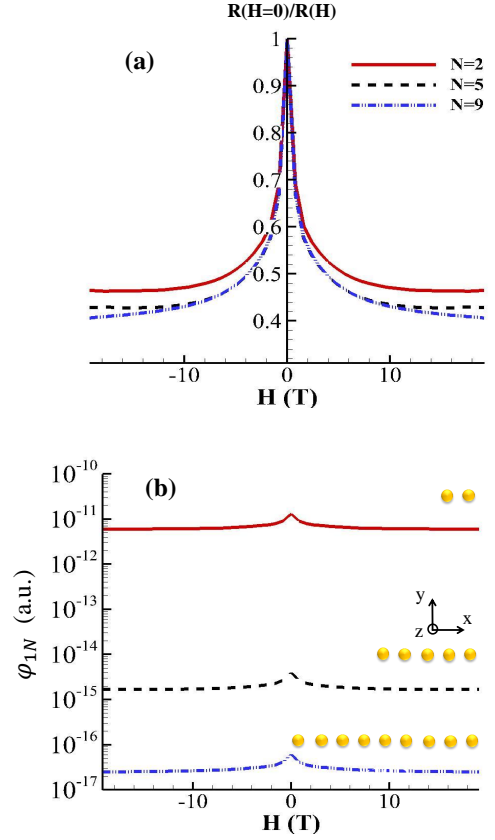 R(H=0)/R(H)
(a)
1
N=2
N=5
N=9
0.9
0.8
0.7
0.6
0.5
0.4
-10
0
10
H (T)
(b)
10⁻¹⁰
10⁻¹¹
10⁻¹²
10⁻¹³
10⁻¹⁴
10⁻¹⁵
10⁻¹⁶
10⁻¹⁷
φ1N (a.u.)
y
z
x
-10
0
10
H (T)